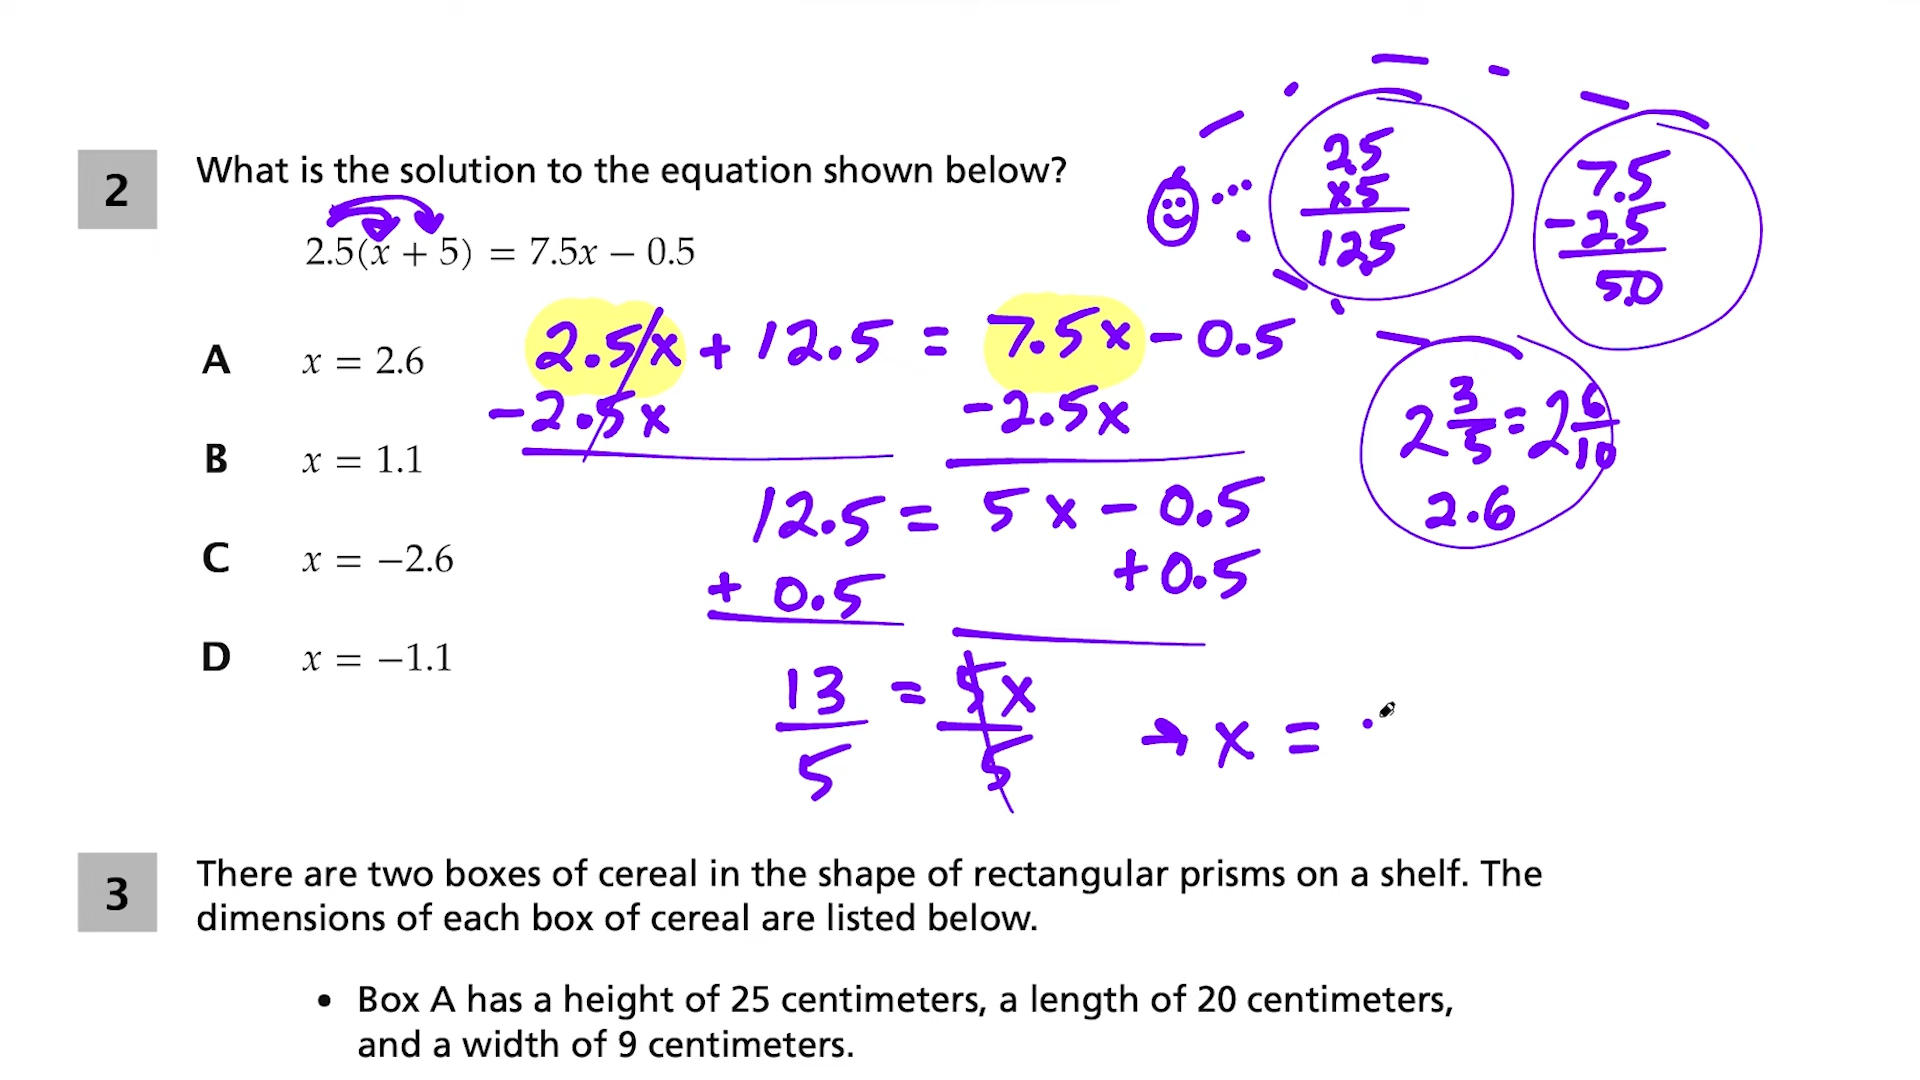 2
What is the solution to the equation shown below?
2.5(x + 5) = 7.5x − 0.5
A x = 2.6
B x = 1.1
C x = −2.6
D x = −1.1
2.5x + 12.5 = 7.5x − 0.5
−2.5x −2.5x
12.5 = 5x − 0.5
+ 0.5 +0.5
13 = 5x
5 5
→ x = .
2.5
x5
12.5
7.5
−2.5
5.0
2 3/5 = 2 6/10
2.6
3
There are two boxes of cereal in the shape of rectangular prisms on a shelf. The
dimensions of each box of cereal are listed below.
• Box A has a height of 25 centimeters, a length of 20 centimeters,
and a width of 9 centimeters.